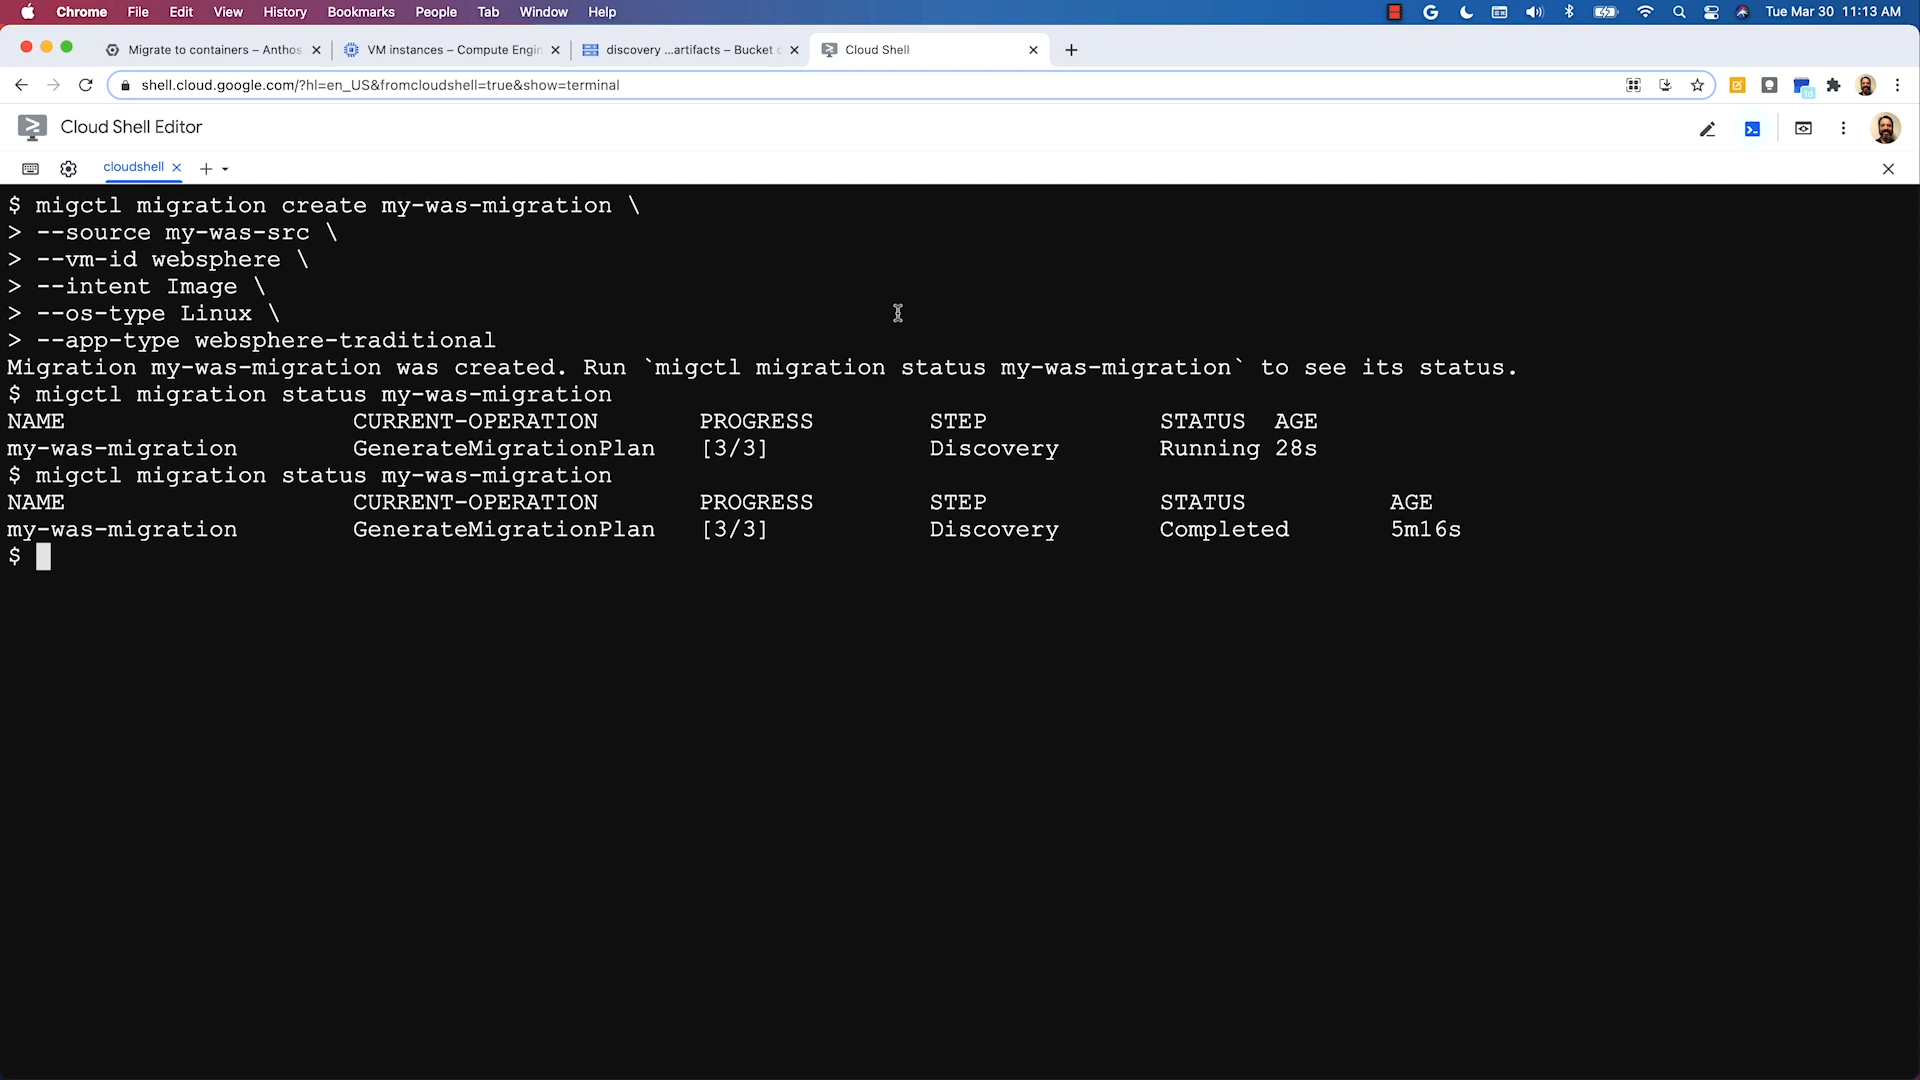 Chrome File Edit View History Bookmarks People Tab Window Help Tue Mar 30 11:13 AM
Migrate to containers – Anthos VM instances – Compute Engin discovery ...artifacts – Bucket Cloud Shell
shell.cloud.google.com/?hl=en_US&fromcloudshell=true&show=terminal
Cloud Shell Editor
cloudshell
$ migctl migration create my-was-migration \
> --source my-was-src \
> --vm-id websphere \
> --intent Image \
> --os-type Linux \
> --app-type websphere-traditional
Migration my-was-migration was created. Run `migctl migration status my-was-migration` to see its status.
$ migctl migration status my-was-migration
NAME CURRENT-OPERATION PROGRESS STEP STATUS AGE
my-was-migration GenerateMigrationPlan [3/3] Discovery Running 28s
$ migctl migration status my-was-migration
NAME CURRENT-OPERATION PROGRESS STEP STATUS AGE
my-was-migration GenerateMigrationPlan [3/3] Discovery Completed 5m16s
$